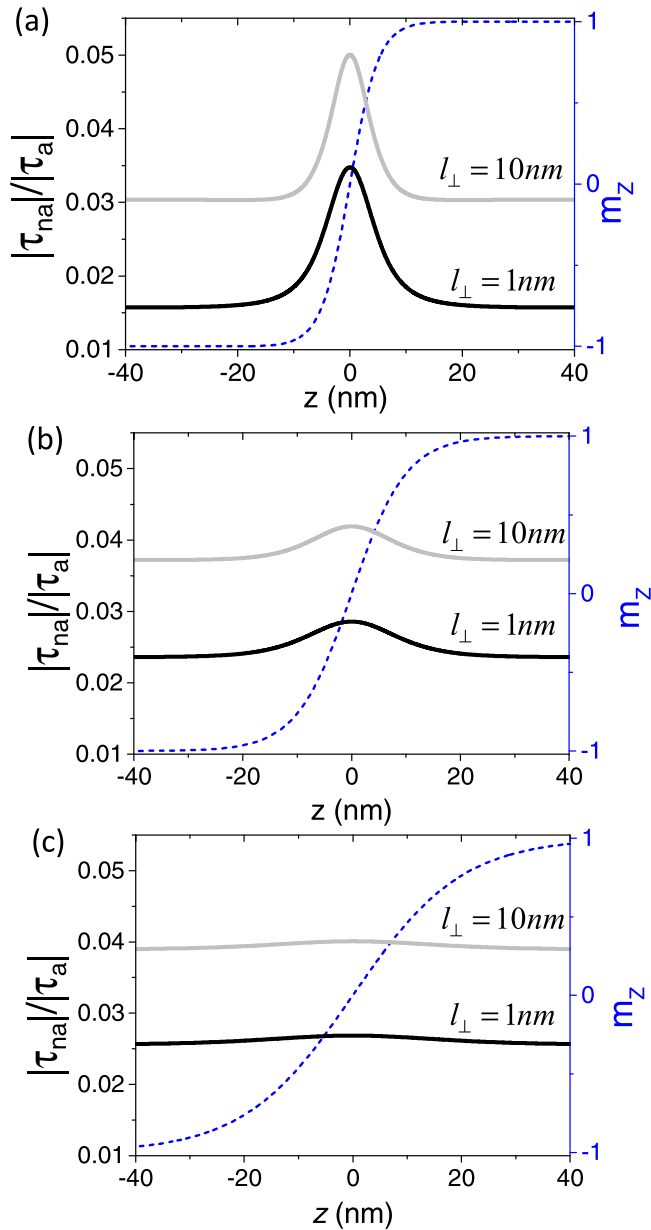 (a)
0.05
0.04
0.03
0.02
0.01
|τna|/|τa|
l⊥ = 10nm
l⊥ = 1nm
1
0
-1
mz
-40 -20 0 20 40
z (nm)
(b)
0.05
0.04
0.03
0.02
0.01
|τna|/|τa|
l⊥ = 10nm
l⊥ = 1nm
1
0
-1
mz
-40 -20 0 20 40
z (nm)
(c)
0.05
0.04
0.03
0.02
0.01
|τna|/|τa|
l⊥ = 10nm
l⊥ = 1nm
1
0
-1
mz
-40 -20 0 20 40
z (nm)